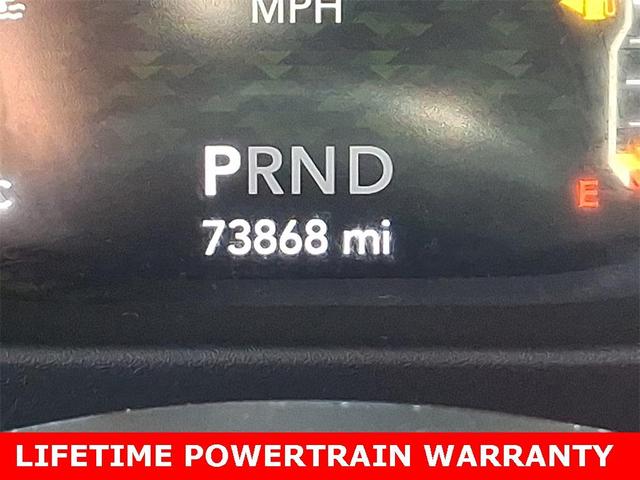 MPH
PRND
C
E
73868 mi
LIFETIME POWERTRAIN WARRANTY